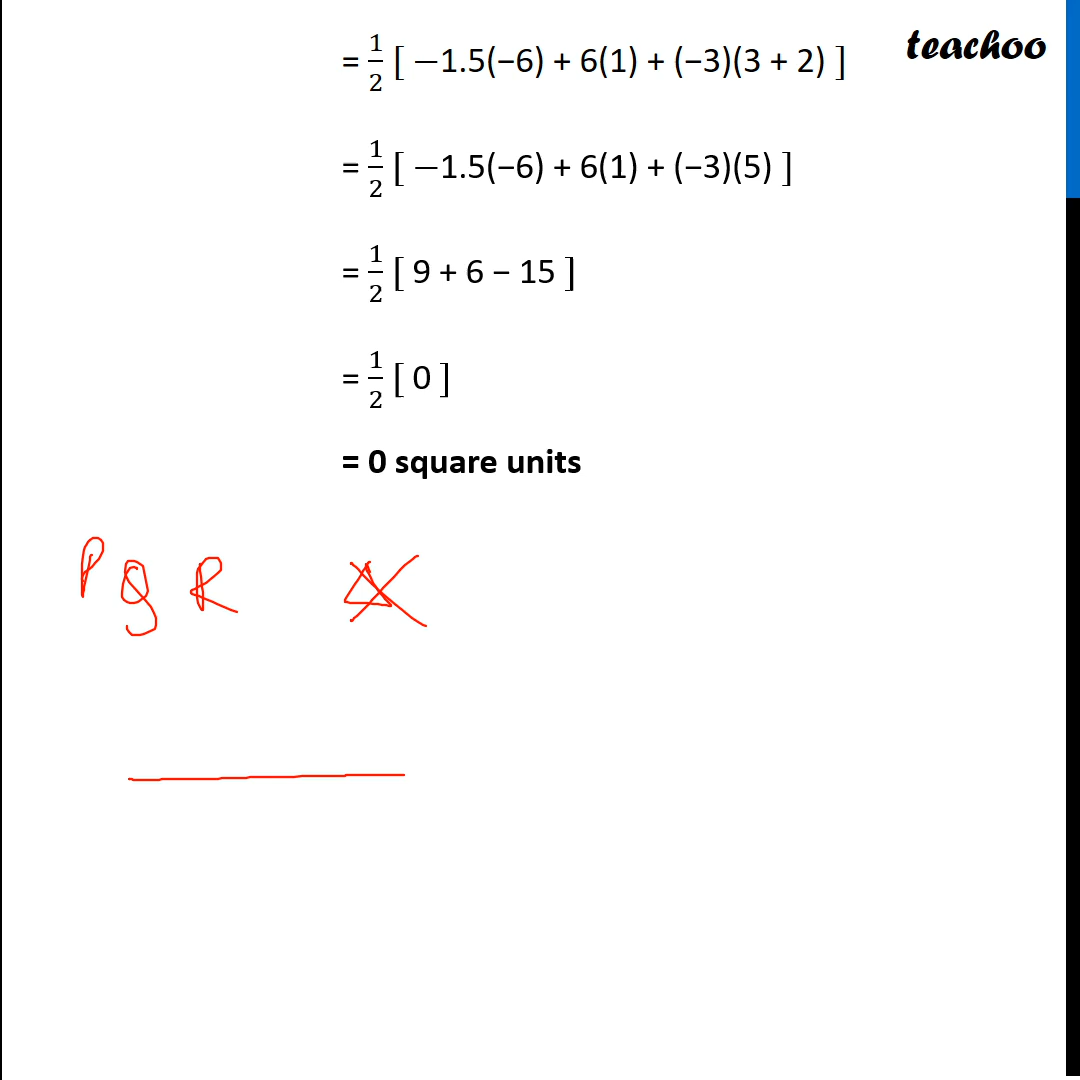 teachoo
= 1/2 [ −1.5(−6) + 6(1) + (−3)(3 + 2) ]
= 1/2 [ −1.5(−6) + 6(1) + (−3)(5) ]
= 1/2 [ 9 + 6 − 15 ]
= 1/2 [ 0 ]
= 0 square units
P Q R